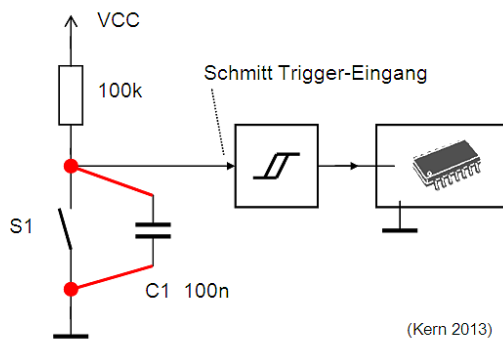 VCC
Schmitt Trigger-Eingang
100k
S1
C1 100n
(Kern 2013)